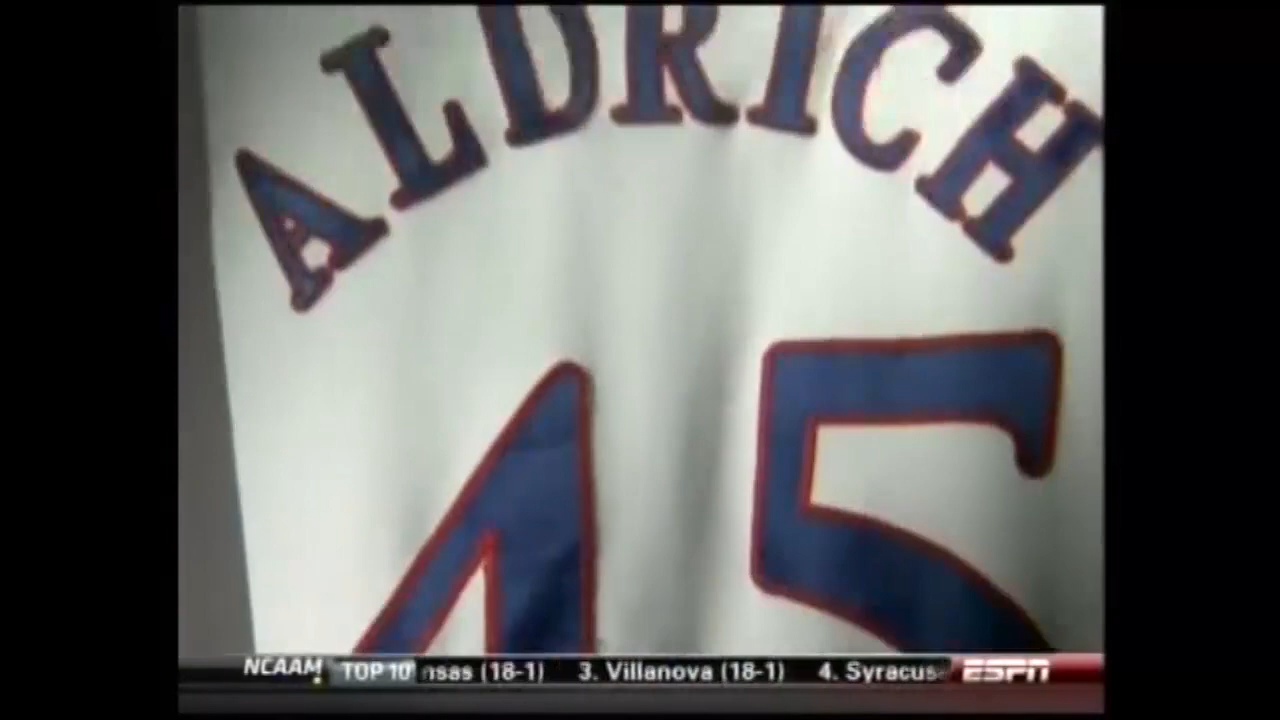 ALDRICH
45
NCAAM TOP 10 nsas (18-1) 3. Villanova (18-1) 4. Syracus ESPN